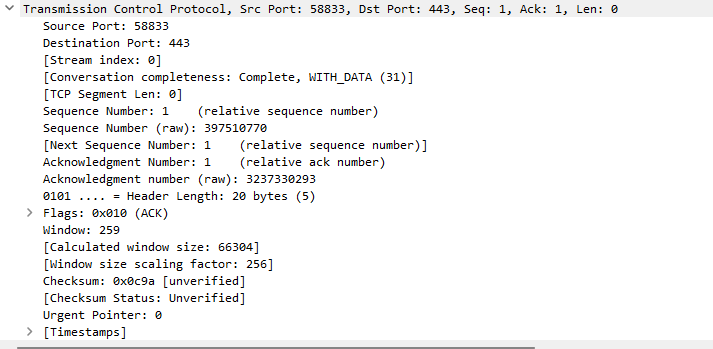 Transmission Control Protocol, Src Port: 58833, Dst Port: 443, Seq: 1, Ack: 1, Len: 0
Source Port: 58833
Destination Port: 443
[Stream index: 0]
[Conversation completeness: Complete, WITH_DATA (31)]
[TCP Segment Len: 0]
Sequence Number: 1    (relative sequence number)
Sequence Number (raw): 397510770
[Next Sequence Number: 1    (relative sequence number)]
Acknowledgment Number: 1    (relative ack number)
Acknowledgment number (raw): 3237330293
0101 .... = Header Length: 20 bytes (5)
Flags: 0x010 (ACK)
Window: 259
[Calculated window size: 66304]
[Window size scaling factor: 256]
Checksum: 0x0c9a [unverified]
[Checksum Status: Unverified]
Urgent Pointer: 0
[Timestamps]